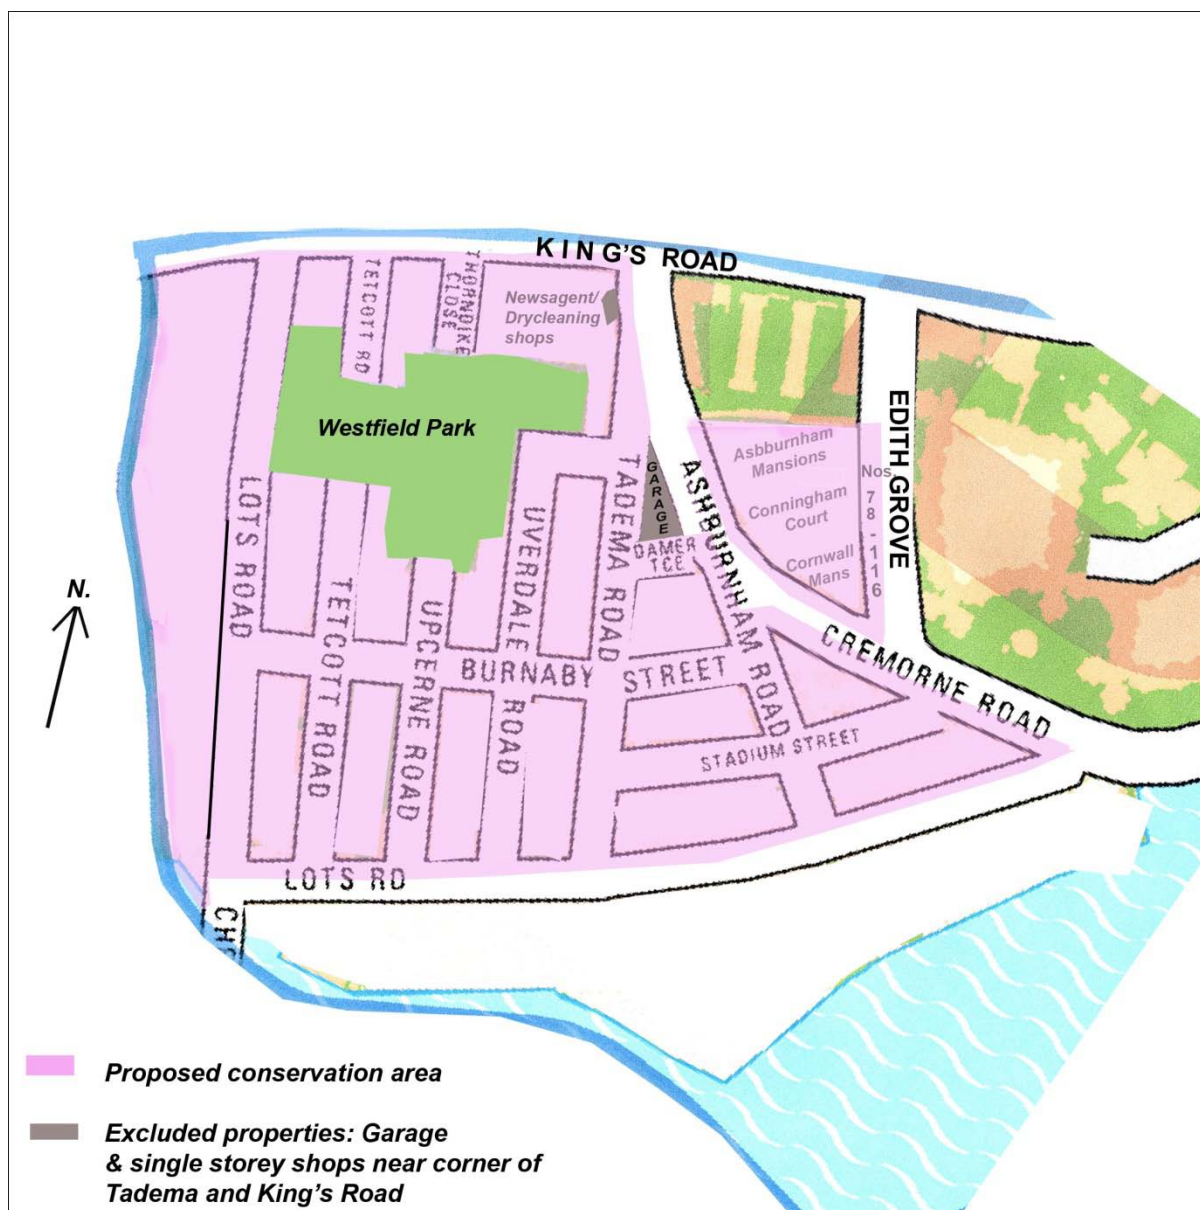 KING'S ROAD
TETCOTT RD
THORNDIKE
CLOSE
Newsagent/
Drycleaning
shops
Westfield Park
EDITH GROVE
Asbburnham
Mansions
Nos.
78-116
Conningham
Court
Cornwall
Mans
GARAGE
DAMER
TCE
LOTS ROAD
TADEMA ROAD
ASHBURNHAM ROAD
UVERDALE ROAD
TETCOTT ROAD
UPCERNE ROAD
BURNABY STREET
CREMORNE ROAD
STADIUM STREET
LOTS RD
N.
Proposed conservation area
Excluded properties: Garage
& single storey shops near corner of
Tadema and King's Road